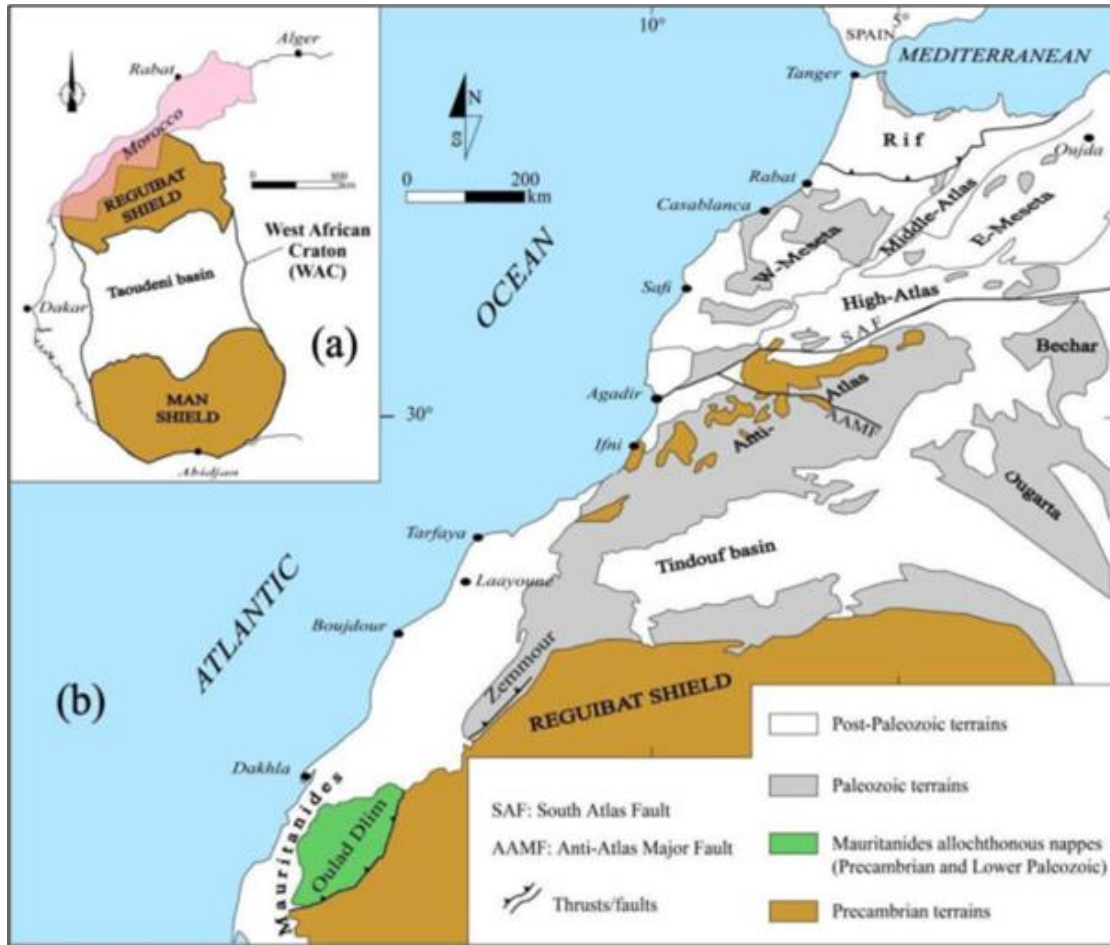 Alger
Rabat
Morocco
REGUIBAT
SHIELD
West African
Craton
(WAC)
Taoudeni basin
Dakar
(a)
MAN
SHIELD
Abidjan
10°
5°
SPAIN
MEDITERRANEAN
Tanger
N
S
0
200
km
Rif
Oujda
Rabat
Casablanca
Middle-Atlas
E-Meseta
W-Meseta
OCEAN
Safi
High-Atlas
SAF
Bechar
Agadir
Atlas
30°
AAMF
Anti-
Ifni
Ougarta
Tarfaya
Tindouf basin
Laayoune
ATLANTIC
Boujdour
Zemmour
(b)
REGUIBAT SHIELD
Post-Paleozoic terrains
Dakhla
Paleozoic terrains
Mauritanides
SAF: South Atlas Fault
Oulad Dlim
AAMF: Anti-Atlas Major Fault
Mauritanides allochthonous nappes
(Precambrian and Lower Paleozoic)
Thrusts/faults
Precambrian terrains